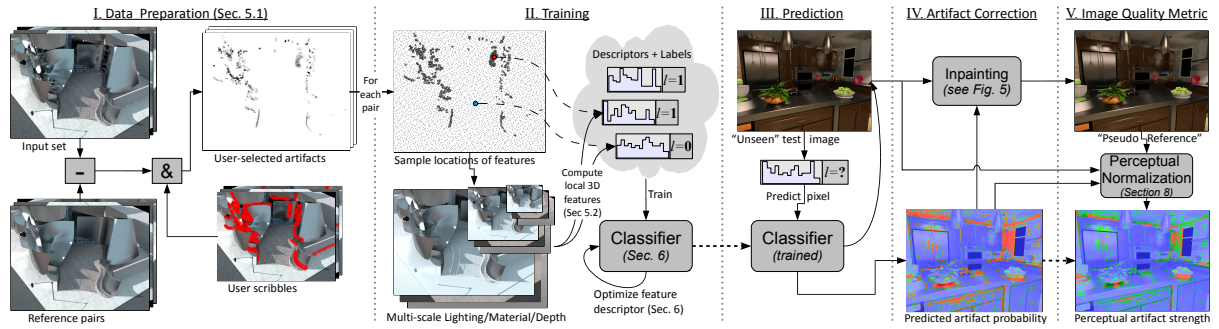 I. Data Preparation (Sec. 5.1)
Input set
-
&
User-selected artifacts
User scribbles
Reference pairs
For
each
pair
II. Training
Descriptors + Labels
l=1
l=1
l=0
Sample locations of features
Compute
local 3D
features
(Sec 5.2)
Train
Classifier
(Sec. 6)
Optimize feature
descriptor (Sec. 6)
Multi-scale Lighting/Material/Depth
III. Prediction
"Unseen" test image
l=?
Predict pixel
Classifier
(trained)
IV. Artifact Correction
Inpainting
(see Fig. 5)
Predicted artifact probability
V. Image Quality Metric
"Pseudo Reference"
Perceptual
Normalization
(Section 8)
Perceptual artifact strength